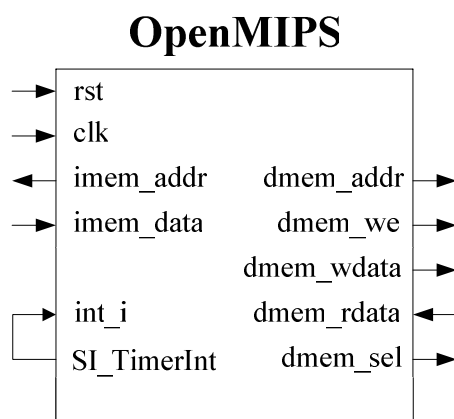 OpenMIPS
rst
clk
imem_addr dmem_addr
imem_data dmem_we
dmem_wdata
int_i dmem_rdata
SI_TimerInt dmem_sel